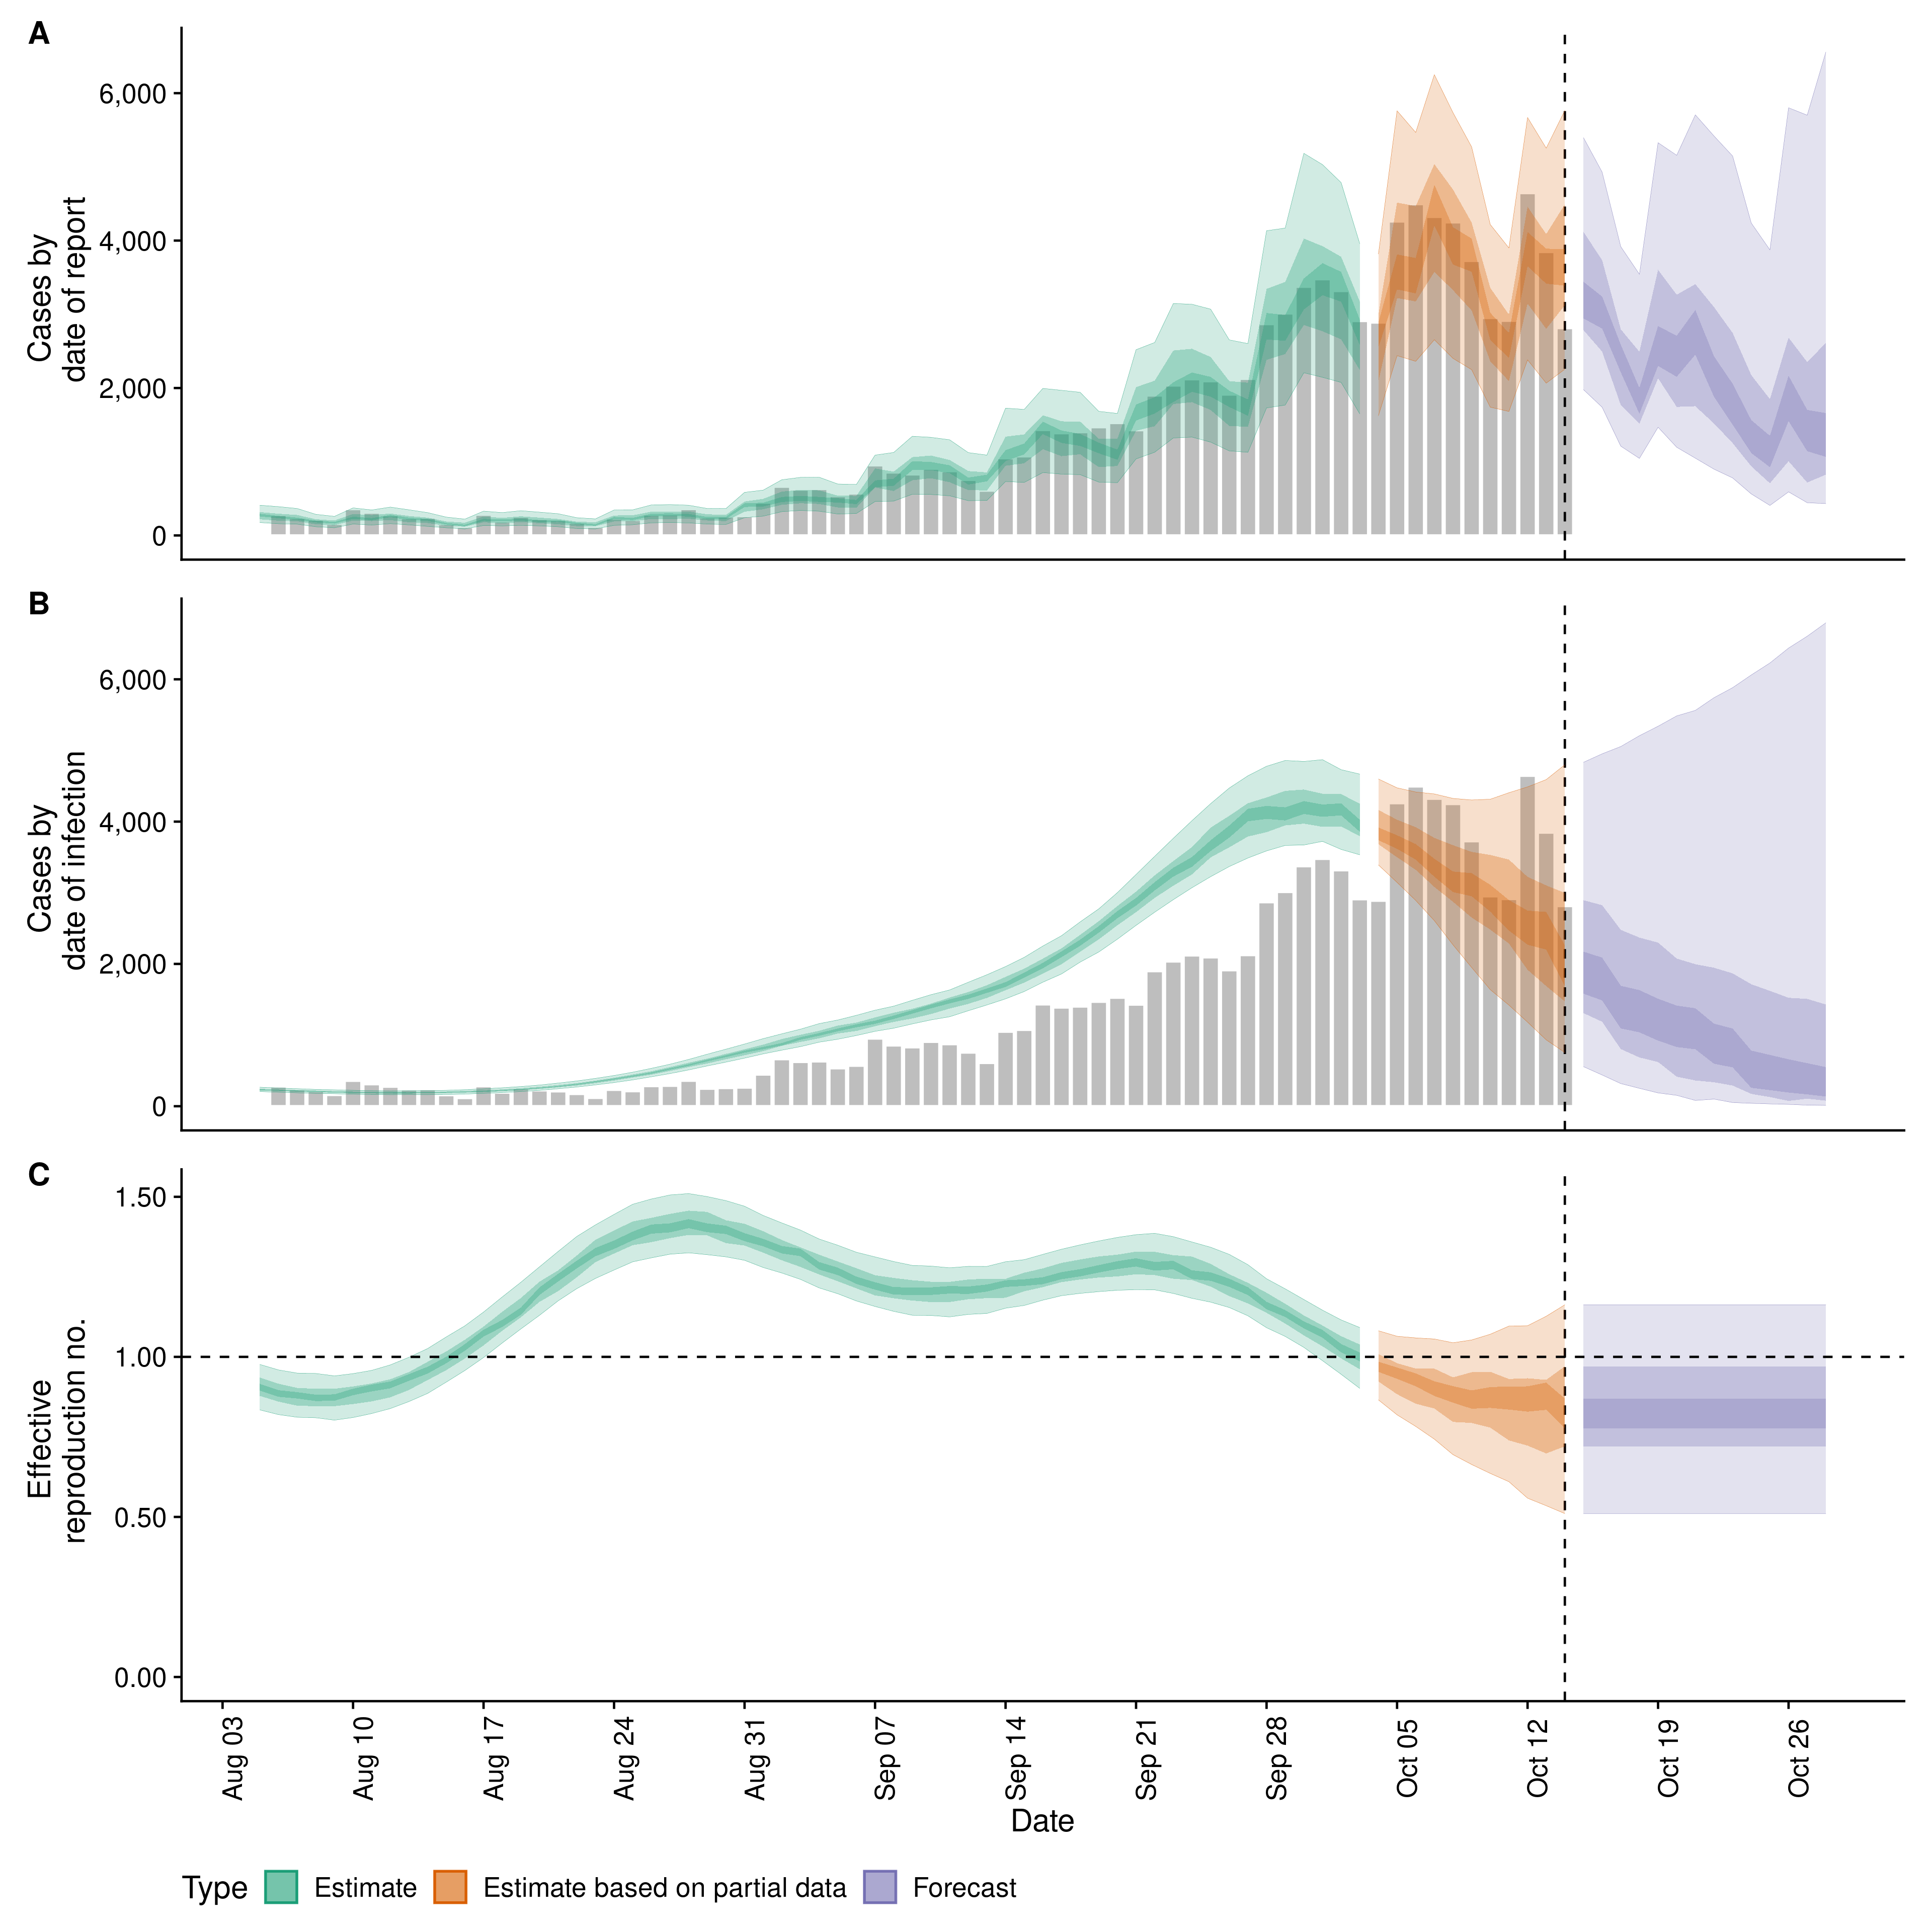 A
Cases by
date of report
6,000
4,000
2,000
0
B
Cases by
date of infection
6,000
4,000
2,000
0
C
Effective
reproduction no.
1.50
1.00
0.50
0.00
Aug 03
Aug 10
Aug 17
Aug 24
Aug 31
Sep 07
Sep 14
Sep 21
Sep 28
Oct 05
Oct 12
Oct 19
Oct 26
Date
Type Estimate Estimate based on partial data Forecast